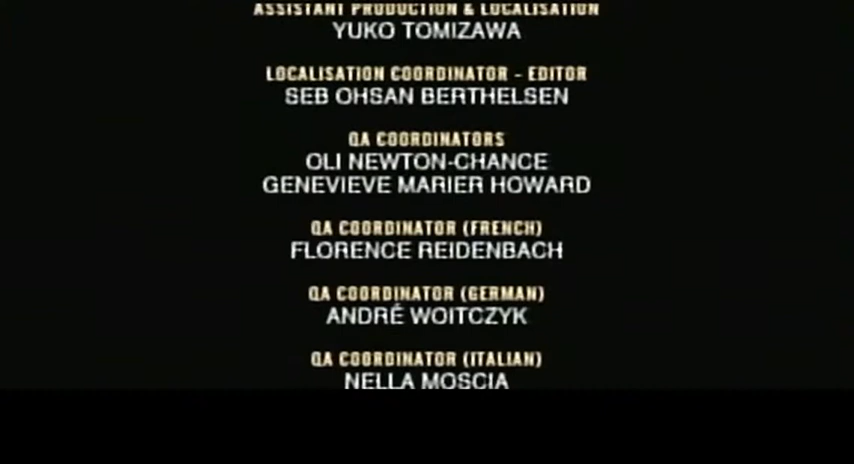 ASSISTANT PRODUCTION & LOCALISATION
YUKO TOMIZAWA
LOCALISATION COORDINATOR - EDITOR
SEB OHSAN BERTHELSEN
QA COORDINATORS
OLI NEWTON-CHANCE
GENEVIEVE MARIER HOWARD
QA COORDINATOR (FRENCH)
FLORENCE REIDENBACH
QA COORDINATOR (GERMAN)
ANDRÉ WOITCZYK
QA COORDINATOR (ITALIAN)
NELLA MOSCIA